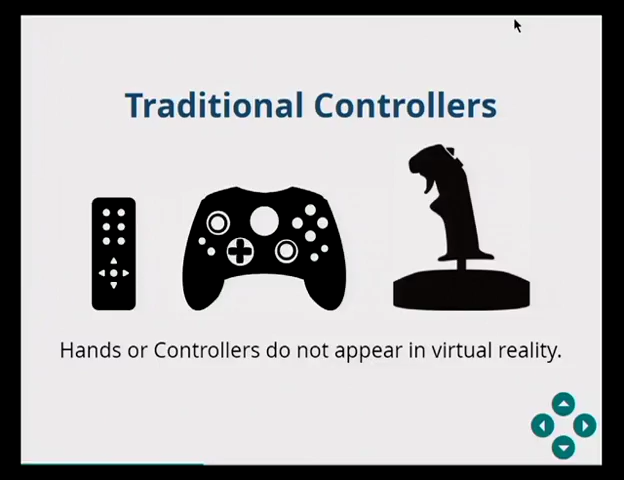 Traditional Controllers
Hands or Controllers do not appear in virtual reality.